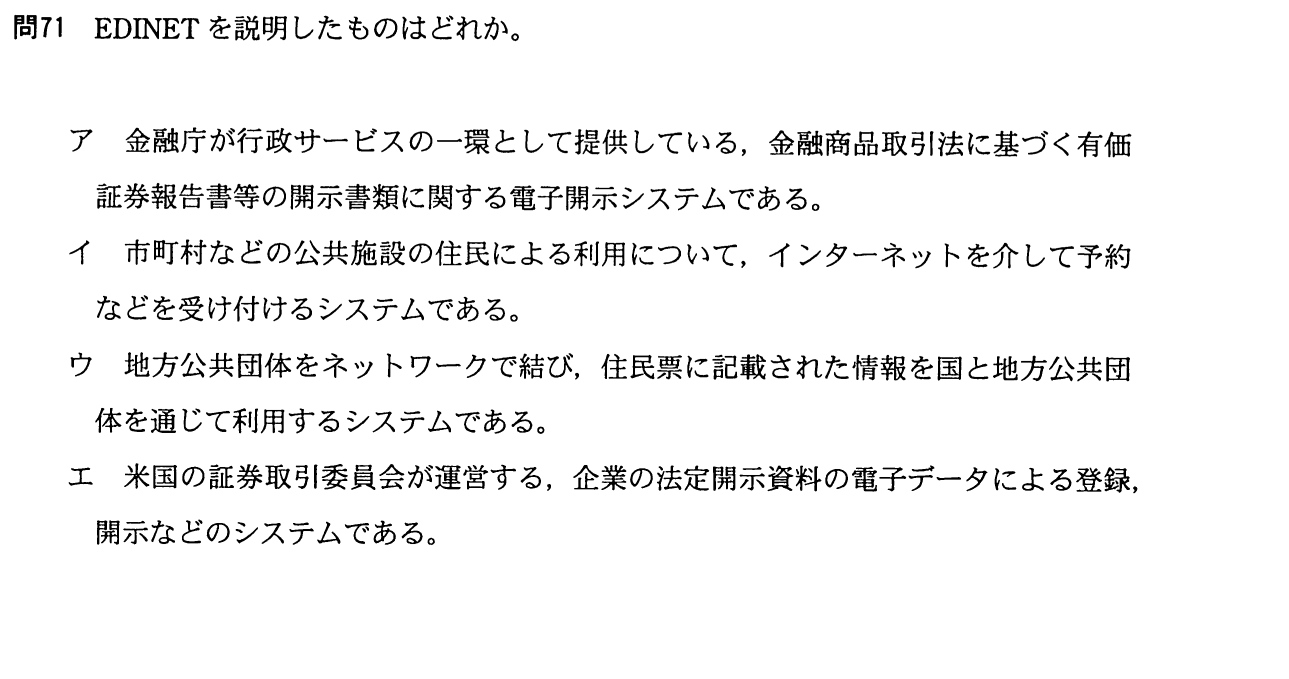 問71 EDINET を説明したものはどれか。
ア 金融庁が行政サービスの一環として提供している，金融商品取引法に基づく有価
証券報告書等の開示書類に関する電子開示システムである。
イ 市町村などの公共施設の住民による利用について，インターネットを介して予約
などを受け付けるシステムである。
ウ 地方公共団体をネットワークで結び，住民票に記載された情報を国と地方公共団
体を通じて利用するシステムである。
エ 米国の証券取引委員会が運営する，企業の法定開示資料の電子データによる登録，
開示などのシステムである。